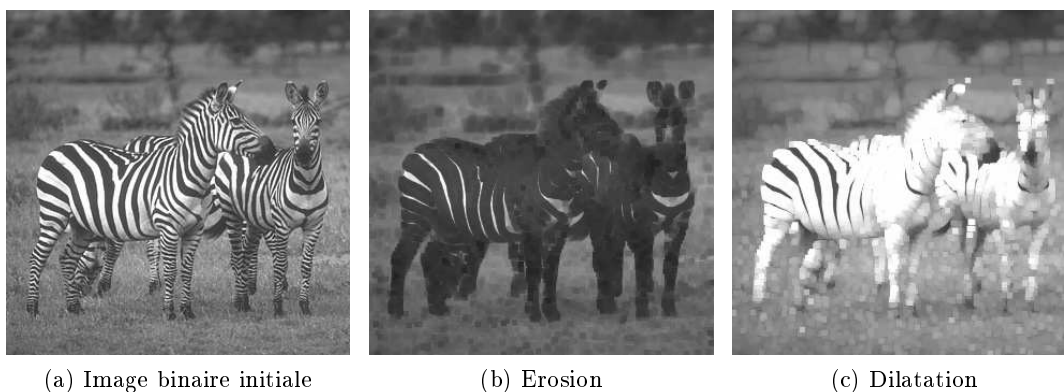 (a) Image binaire initiale
(b) Erosion
(c) Dilatation